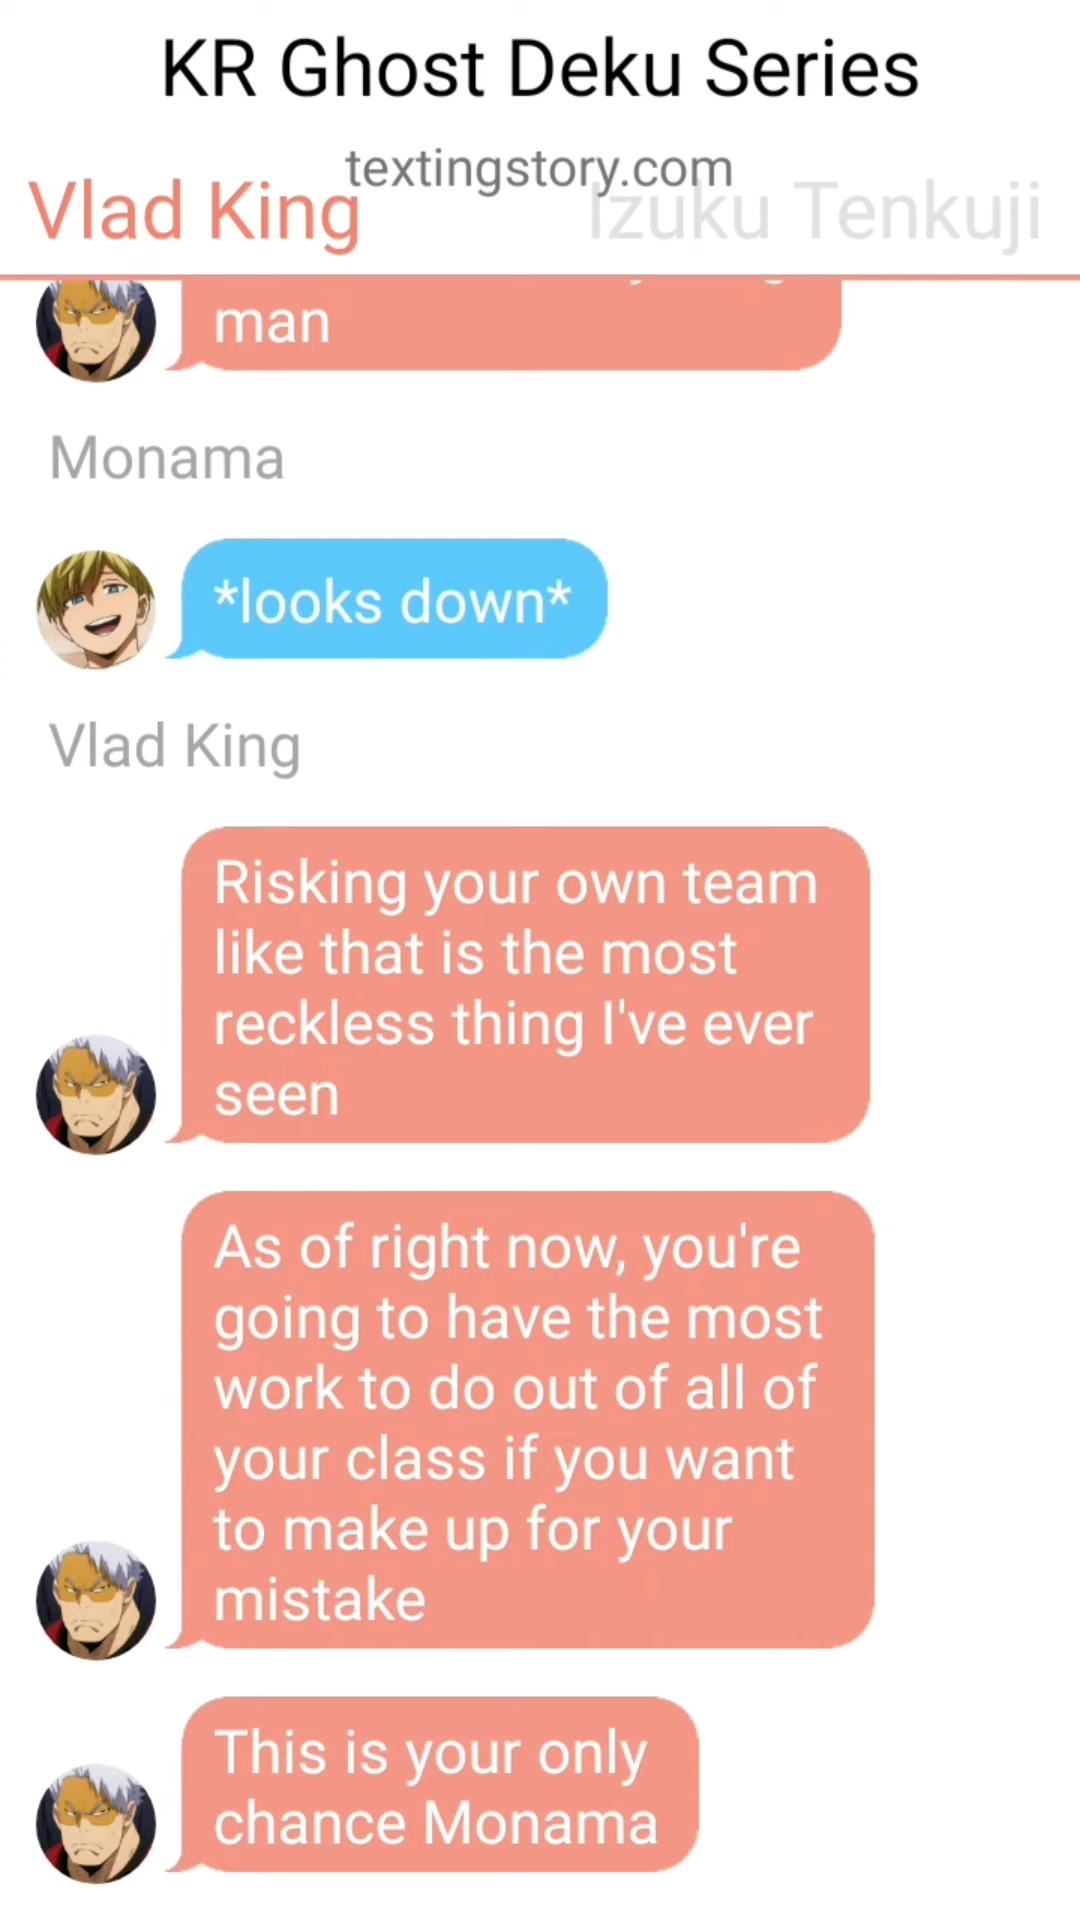 KR Ghost Deku Series
textingstory.com
Vlad King
Izuku Tenkuji
man
Monama
*looks down*
Vlad King
Risking your own team
like that is the most
reckless thing I've ever
seen
As of right now, you're
going to have the most
work to do out of all of
your class if you want
to make up for your
mistake
This is your only
chance Monama